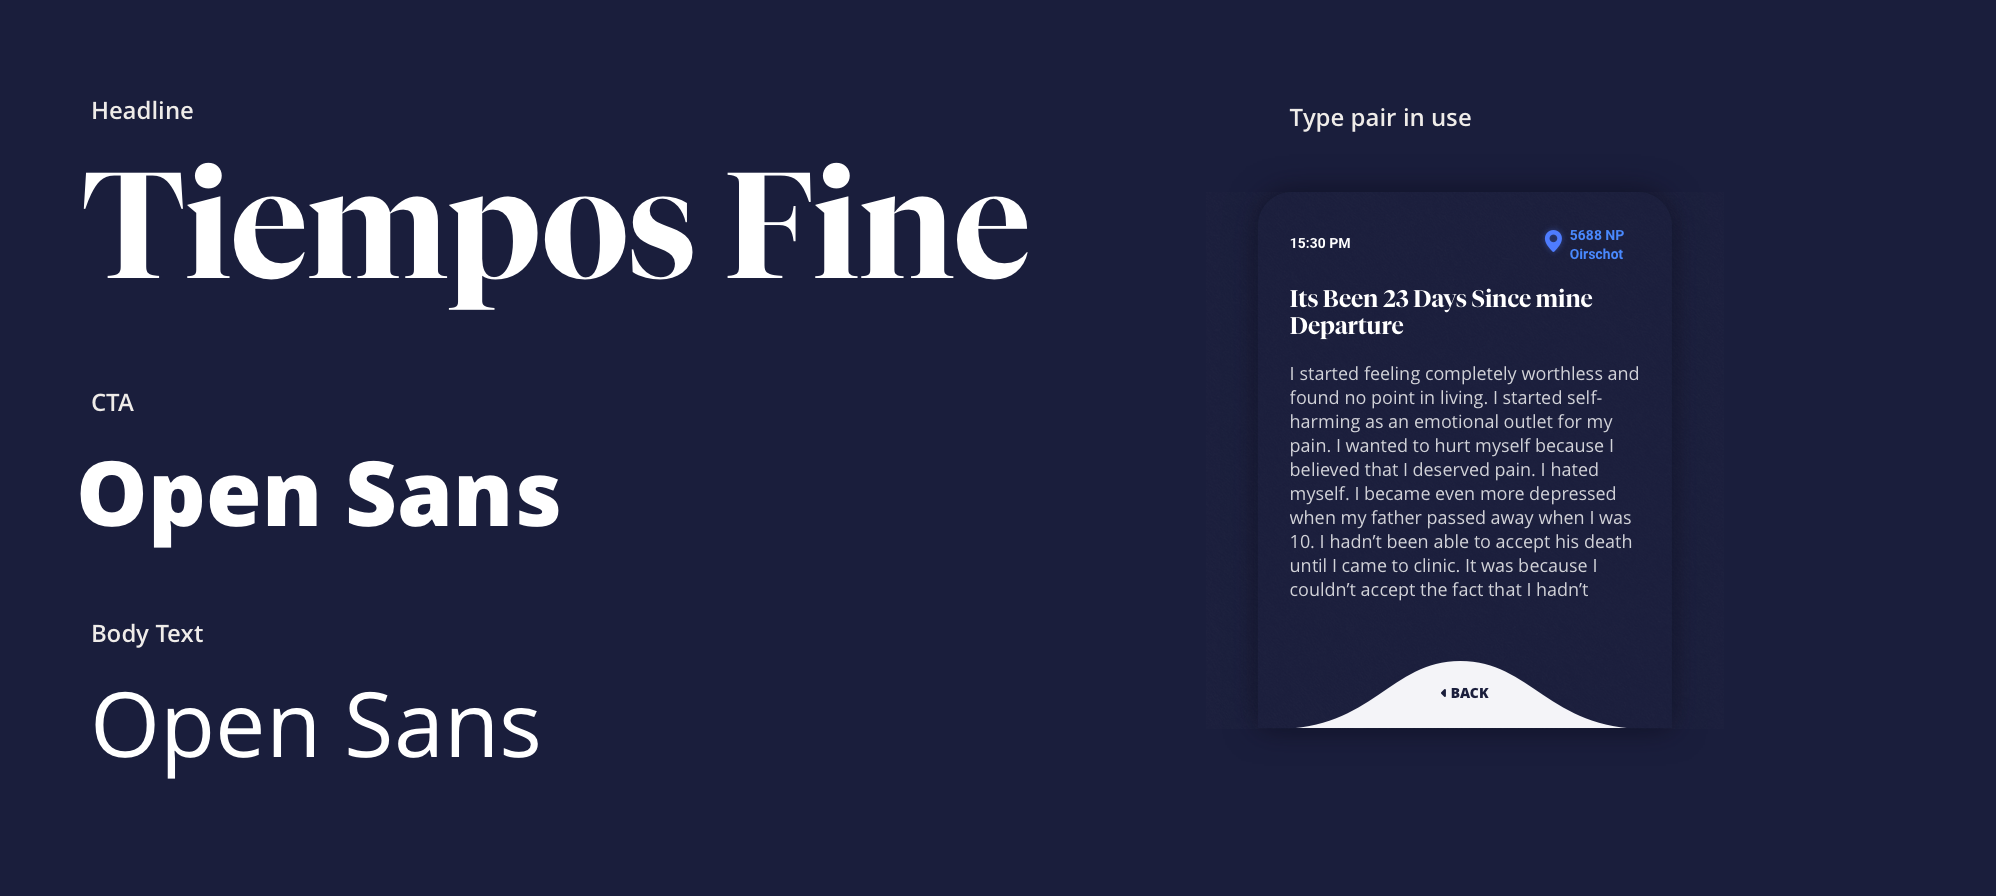 Headline
Tiempos Fine
CTA
Open Sans
Body Text
Open Sans
Type pair in use
15:30 PM
5688 NP
Oirschot
Its Been 23 Days Since mine
Departure
I started feeling completely worthless and
found no point in living. I started self-
harming as an emotional outlet for my
pain. I wanted to hurt myself because I
believed that I deserved pain. I hated
myself. I became even more depressed
when my father passed away when I was
10. I hadn’t been able to accept his death
until I came to clinic. It was because I
couldn’t accept the fact that I hadn’t
BACK